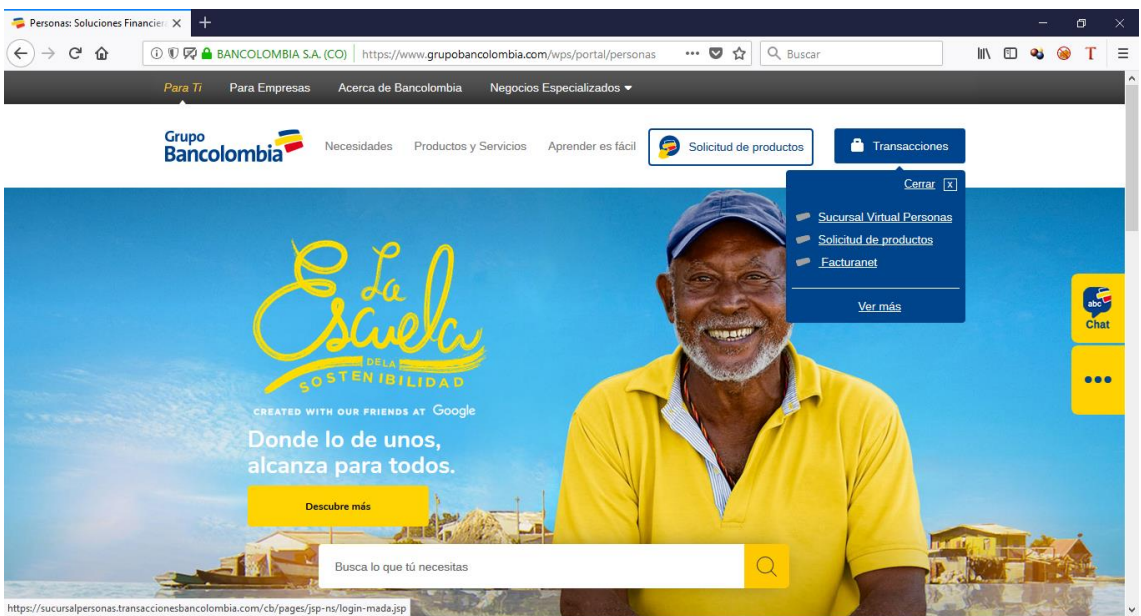 Personas: Soluciones Financier
BANCOLOMBIA S.A. (CO) https://www.grupobancolombia.com/wps/portal/personas
Buscar
Para Ti Para Empresas Acerca de Bancolombia Negocios Especializados
Grupo
Bancolombia
Necesidades Productos y Servicios Aprender es fácil Solicitud de productos Transacciones
Cerrar X
Sucursal Virtual Personas
Solicitud de productos
Facturanet
Ver más
La
Escuela
DE LA
SOSTENIBILIDAD
CREATED WITH OUR FRIENDS AT Google
Donde lo de unos,
alcanza para todos.
Descubre más
Busca lo que tú necesitas
abc
Chat
https://sucursalpersonas.transaccionesbancolombia.com/cb/pages/jsp-ns/login-mada.jsp